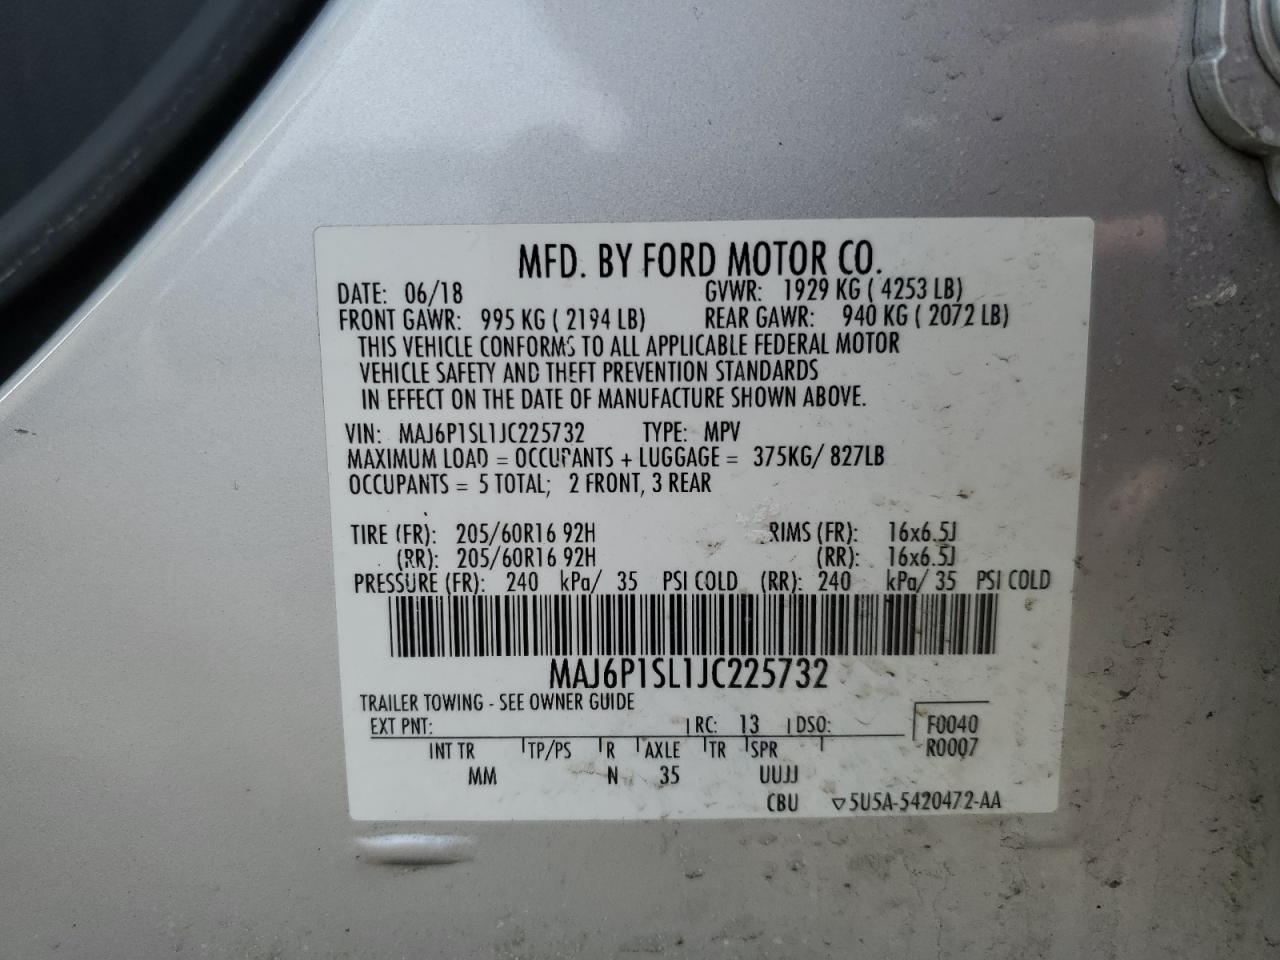 MFD. BY FORD MOTOR CO.
DATE: 06/18 GVWR: 1929 KG ( 4253 LB)
FRONT GAWR: 995 KG ( 2194 LB) REAR GAWR: 940 KG ( 2072 LB)
THIS VEHICLE CONFORMS TO ALL APPLICABLE FEDERAL MOTOR
VEHICLE SAFETY AND THEFT PREVENTION STANDARDS
IN EFFECT ON THE DATE OF MANUFACTURE SHOWN ABOVE.
VIN: MAJ6P1SL1JC225732 TYPE: MPV
MAXIMUM LOAD = OCCUPANTS + LUGGAGE = 375KG/ 827LB
OCCUPANTS = 5 TOTAL; 2 FRONT, 3 REAR
TIRE (FR): 205/60R16 92H RIMS (FR): 16x6.5J
(RR): 205/60R16 92H (RR): 16x6.5J
PRESSURE (FR): 240 kPa/ 35 PSI COLD (RR): 240 kPa/ 35 PSI COLD
MAJ6P1SL1JC225732
TRAILER TOWING - SEE OWNER GUIDE
EXT PNT: RC: 13 DSO: F0040
INT TR TP/PS R AXLE TR SPR R0007
MM N 35 UUJJ
CBU ▽5U5A-5420472-AA